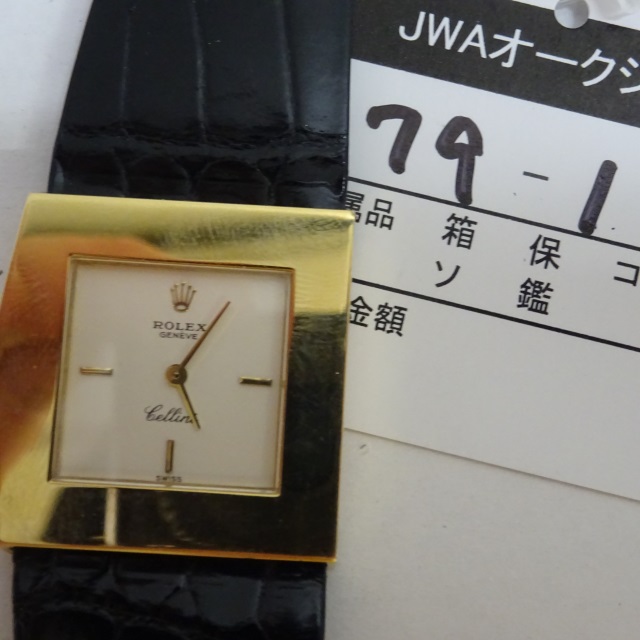 JWAオークシ
79-1
属品 箱 保 コ
ソ 鑑
金額
ROLEX
GENEVE
Cellini
SWISS